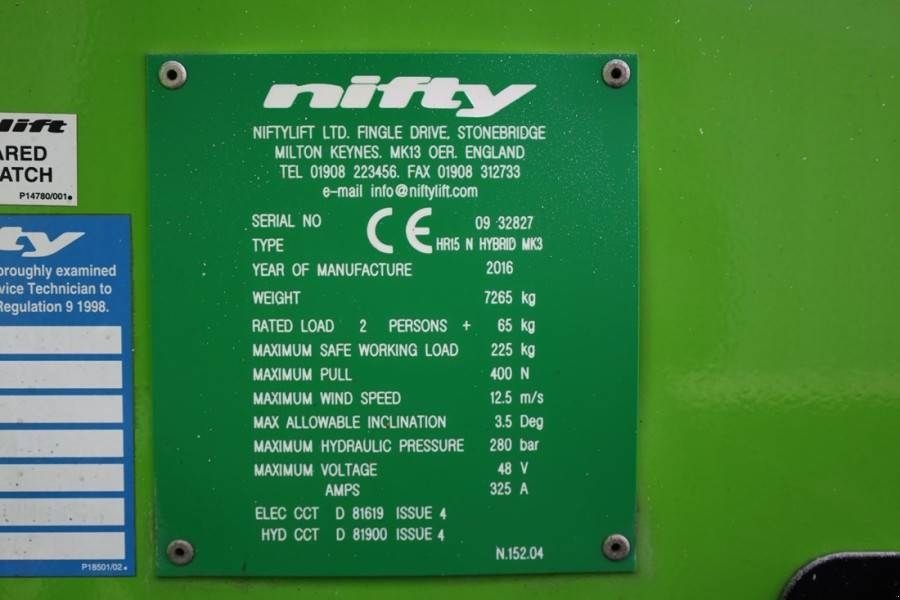 nifty
NIFTYLIFT LTD. FINGLE DRIVE, STONEBRIDGE
MILTON KEYNES. MK13 OER. ENGLAND
TEL 01908 223456. FAX 01908 312733
e-mail info@niftylift.com
SERIAL NO CE 09 32827
TYPE HR15 N HYBRID MK3
YEAR OF MANUFACTURE 2016
WEIGHT 7265 kg
RATED LOAD 2 PERSONS + 65 kg
MAXIMUM SAFE WORKING LOAD 225 kg
MAXIMUM PULL 400 N
MAXIMUM WIND SPEED 12.5 m/s
MAX ALLOWABLE INCLINATION 3.5 Deg
MAXIMUM HYDRAULIC PRESSURE 280 bar
MAXIMUM VOLTAGE 48 V
AMPS 325 A
ELEC CCT D 81619 ISSUE 4
HYD CCT D 81900 ISSUE 4
N.152.04
lift
ARED
ATCH
P14780/001
ty
oroughly examined
vice Technician to
Regulation 9 1998.
P18501/02